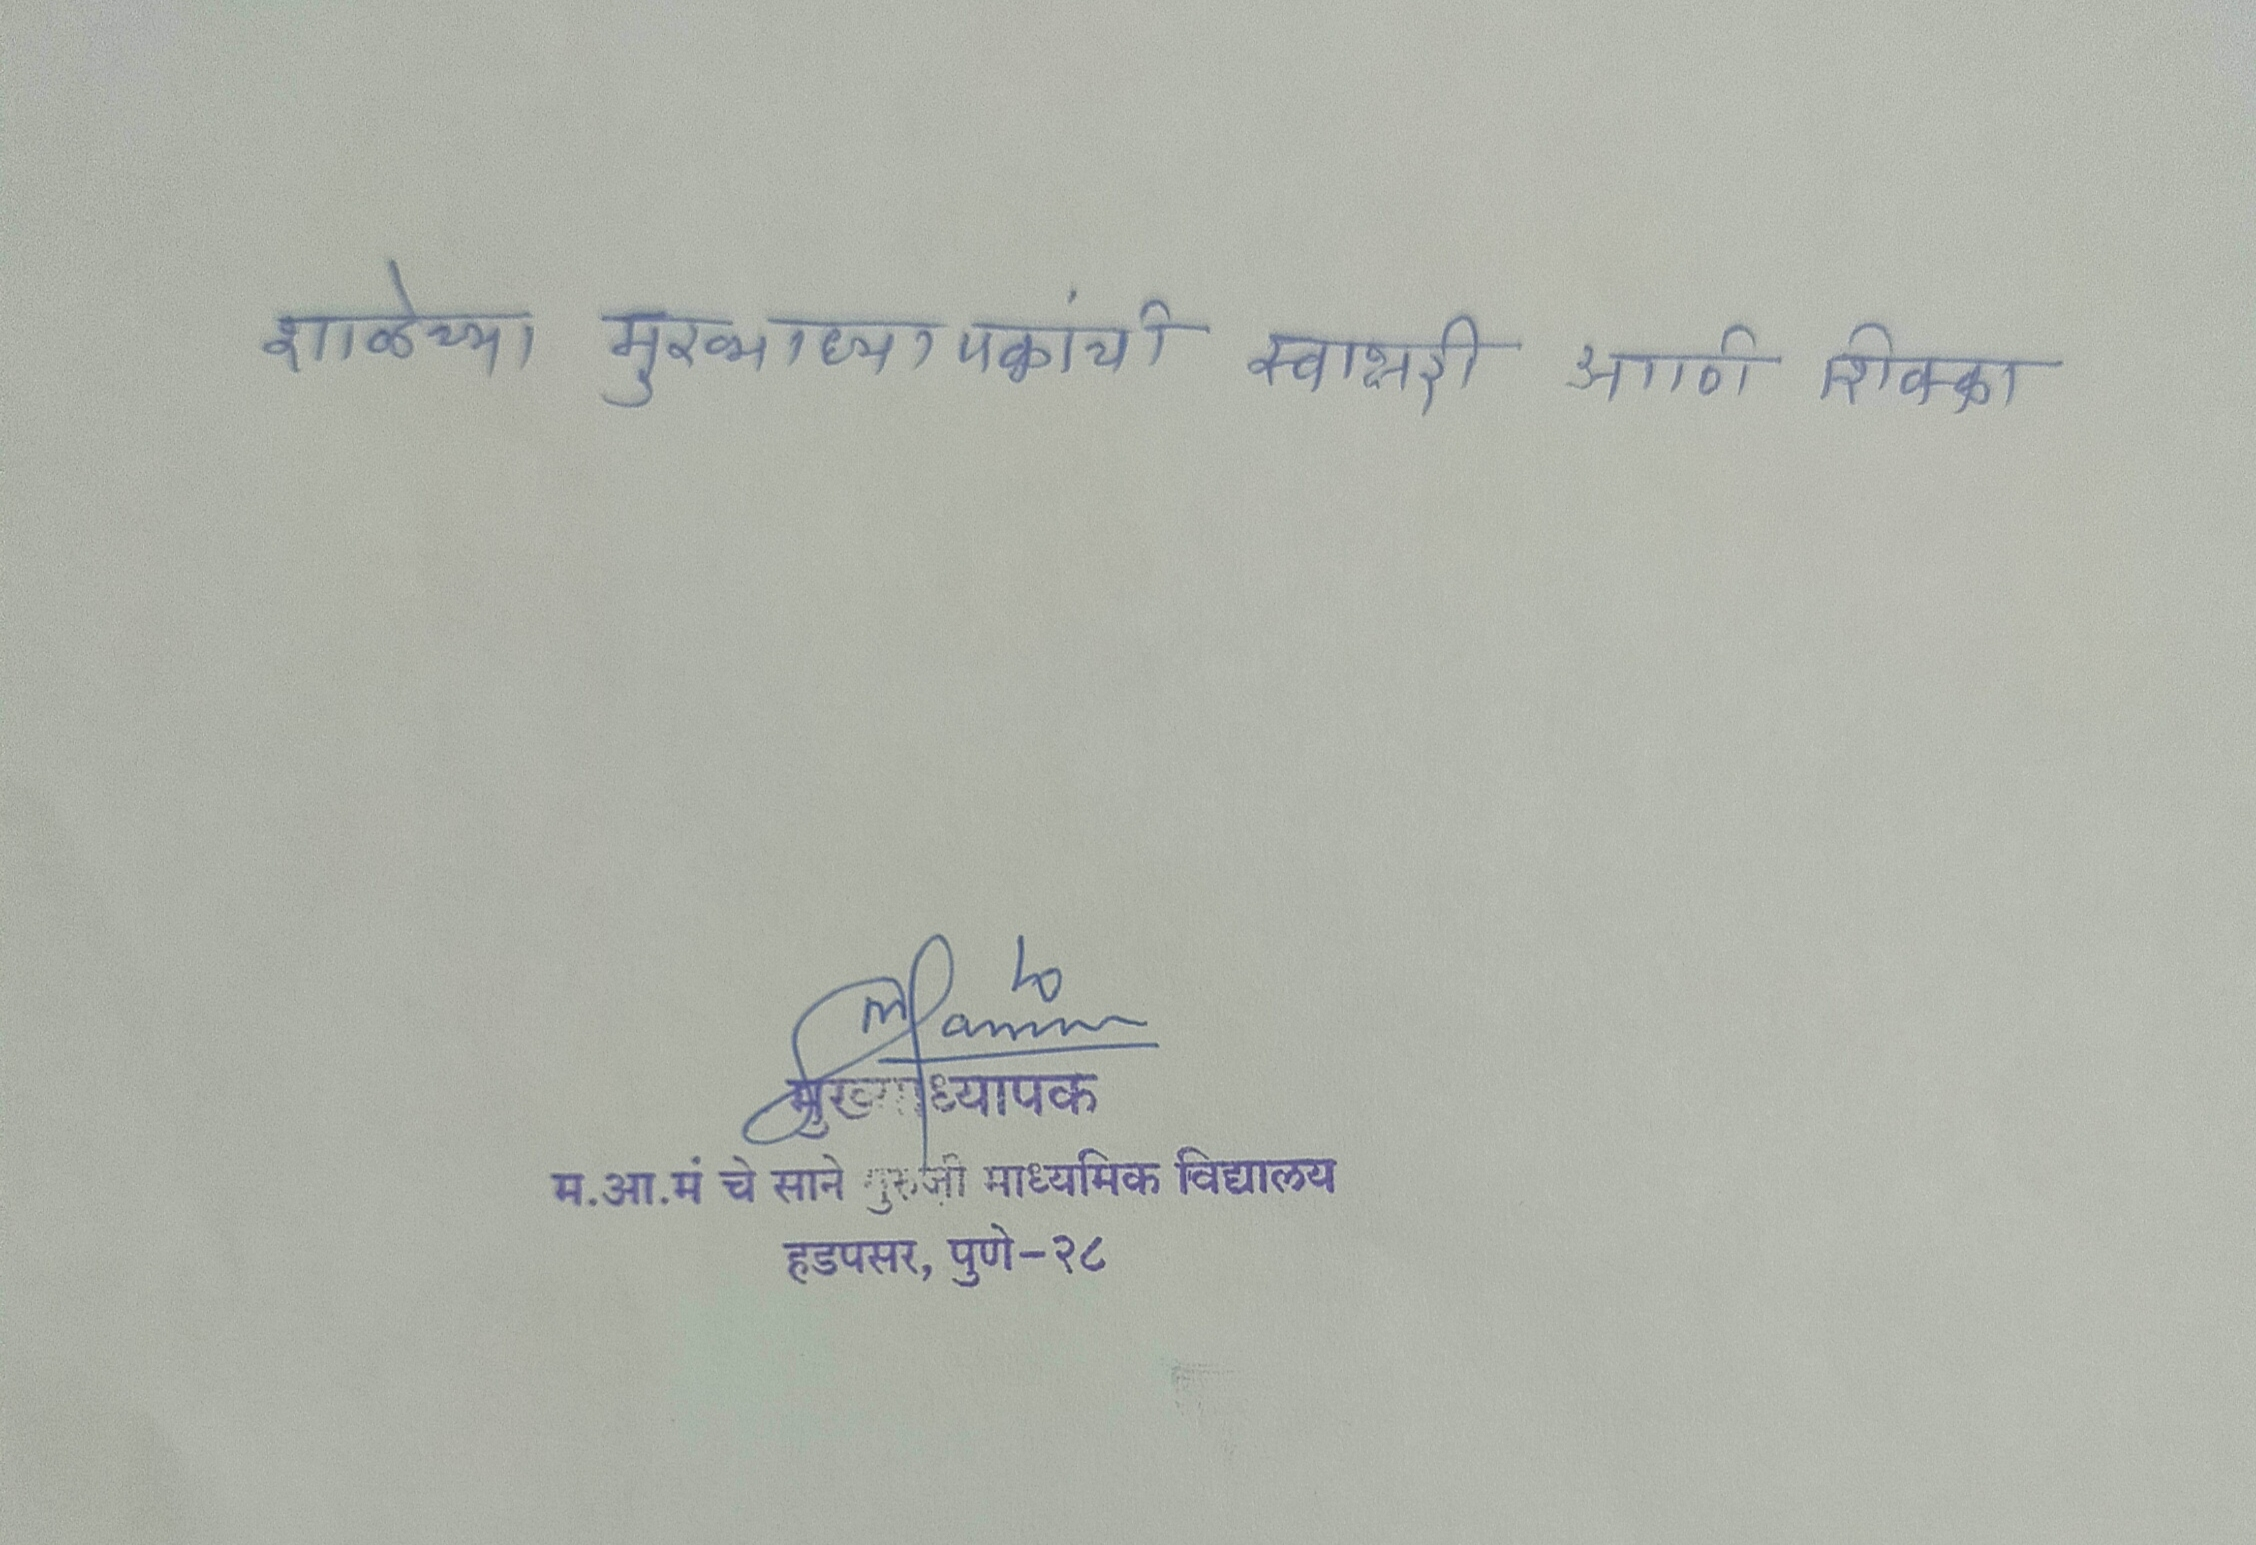 शाळेच्या मुख्याध्यापकांची स्वाक्षरी आणि शिक्का
मुख्याध्यापक
म.आ.मं चे साने गुरुजी माध्यमिक विद्यालय
हडपसर, पुणे-२८